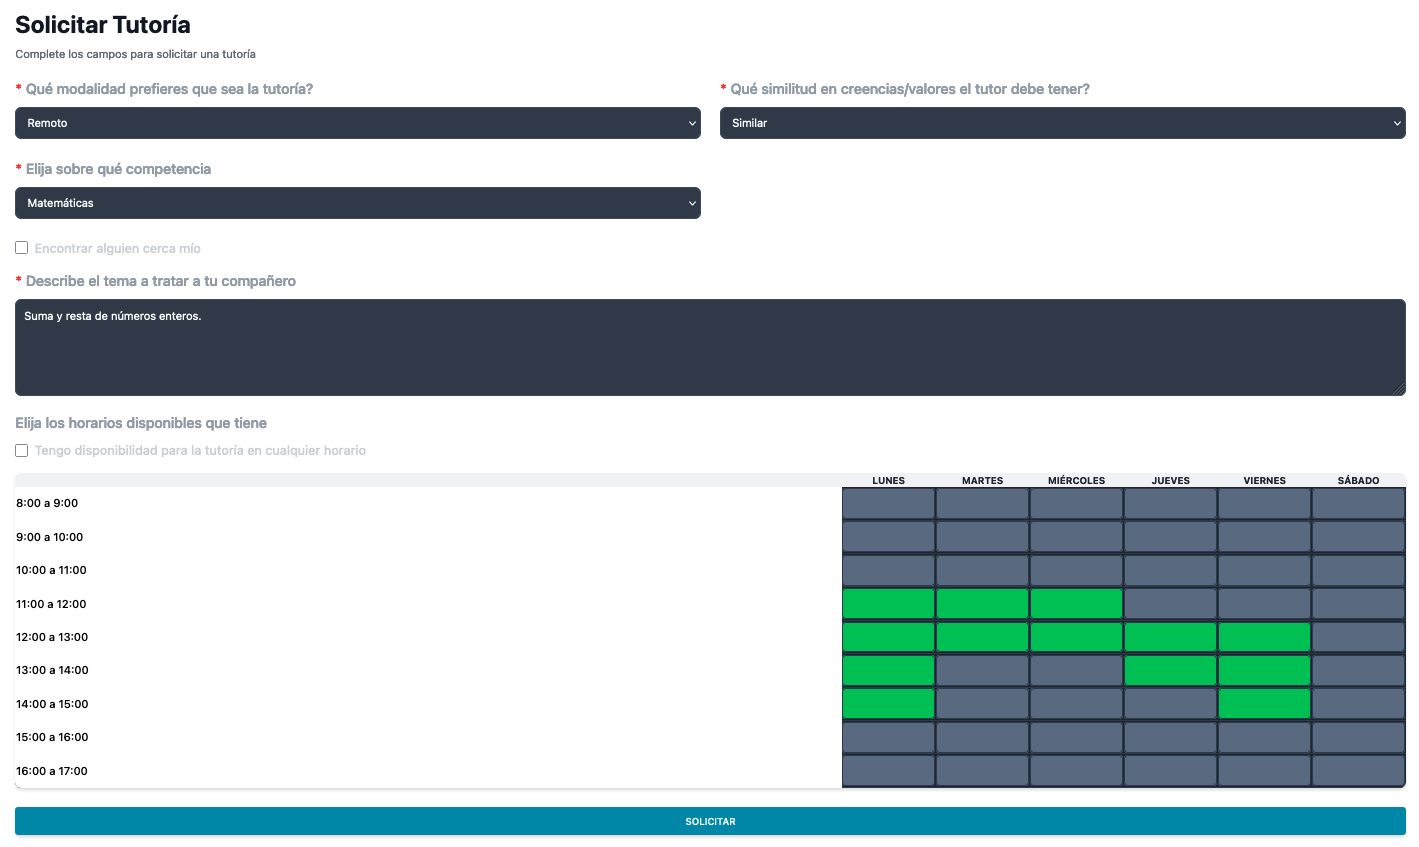 Solicitar Tutoría
Complete los campos para solicitar una tutoría
* Qué modalidad prefieres que sea la tutoría?
Remoto
* Qué similitud en creencias/valores el tutor debe tener?
Similar
* Elija sobre qué competencia
Matemáticas
Encontrar alguien cerca mío
* Describe el tema a tratar a tu compañero
Suma y resta de números enteros.
Elija los horarios disponibles que tiene
Tengo disponibilidad para la tutoría en cualquier horario
LUNES MARTES MIÉRCOLES JUEVES VIERNES SÁBADO
8:00 a 9:00
9:00 a 10:00
10:00 a 11:00
11:00 a 12:00
12:00 a 13:00
13:00 a 14:00
14:00 a 15:00
15:00 a 16:00
16:00 a 17:00
SOLICITAR